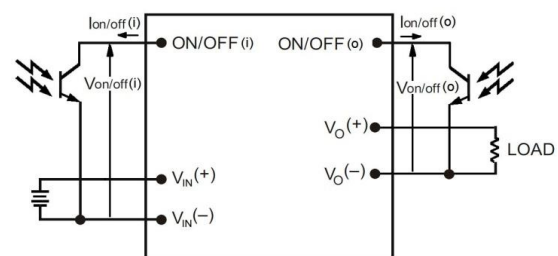 Ion/off(i)
Ion/off(o)
ON/OFF(i)
ON/OFF(o)
Von/off(i)
Von/off(o)
VO(+)
LOAD
VIN(+)
VO(−)
VIN(−)